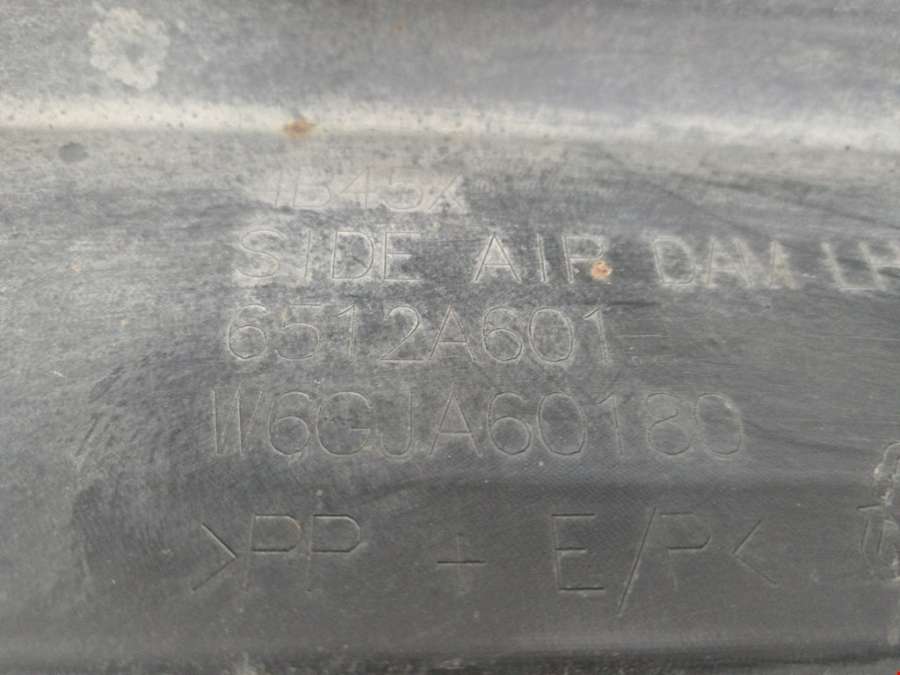 1B45X
SIDE AIR DAM LH
6512A601
W6GJA60180
>PP + E/P<